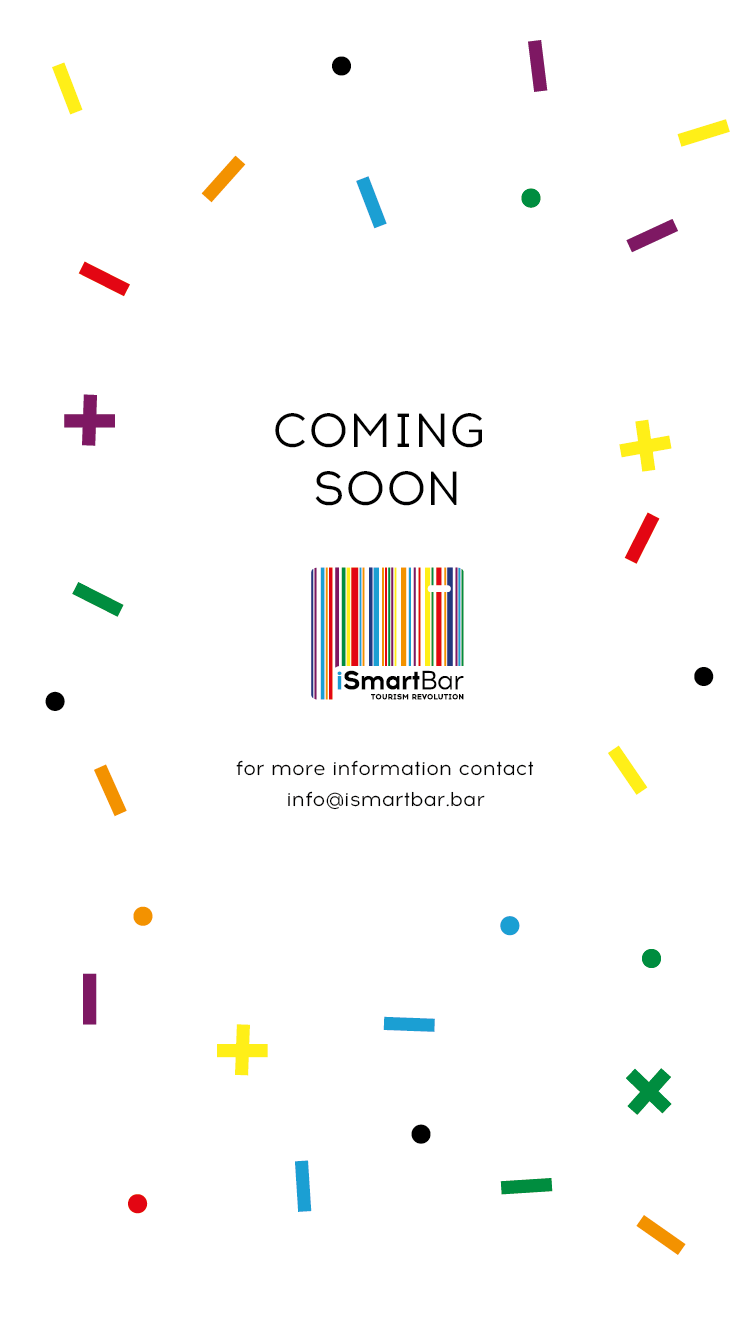 COMING
SOON
iSmartBar
TOURISM REVOLUTION
for more information contact
info@ismartbar.bar